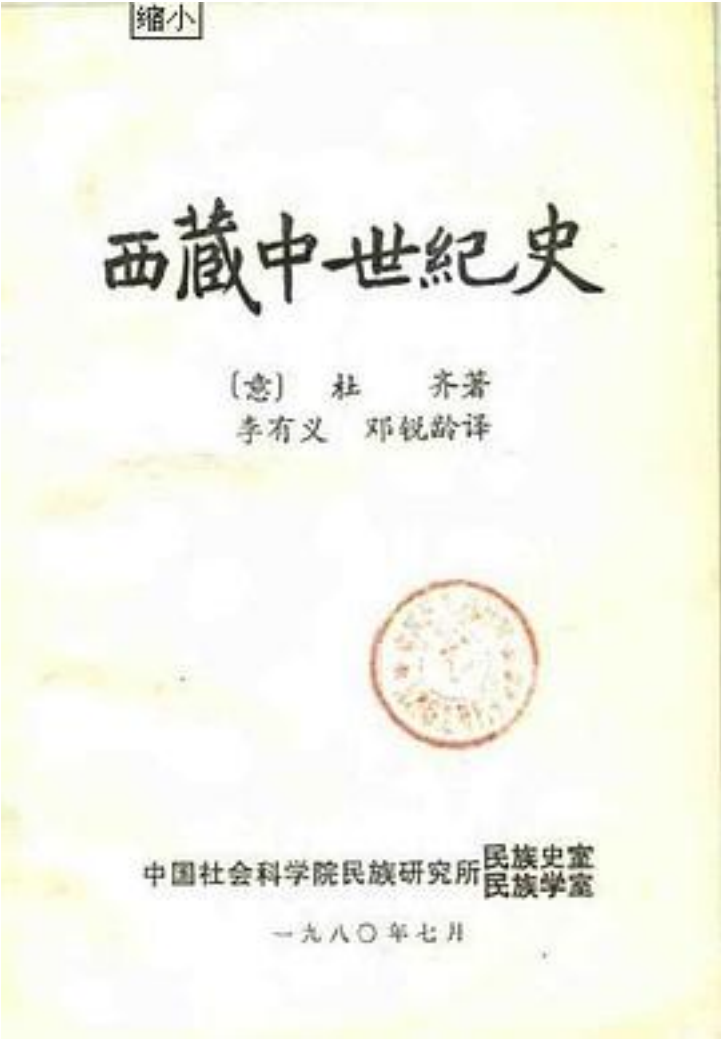 缩小
西藏中世紀史
〔意〕 杜 齐著
李有义 邓锐龄译
中国社会科学院民族研究所 民族史室
民族学室
一九八〇年七月